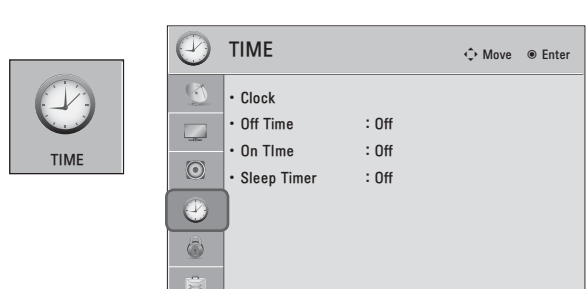 TIME
TIME Move Enter
• Clock
• Off Time : Off
• On TIme : Off
• Sleep Timer : Off